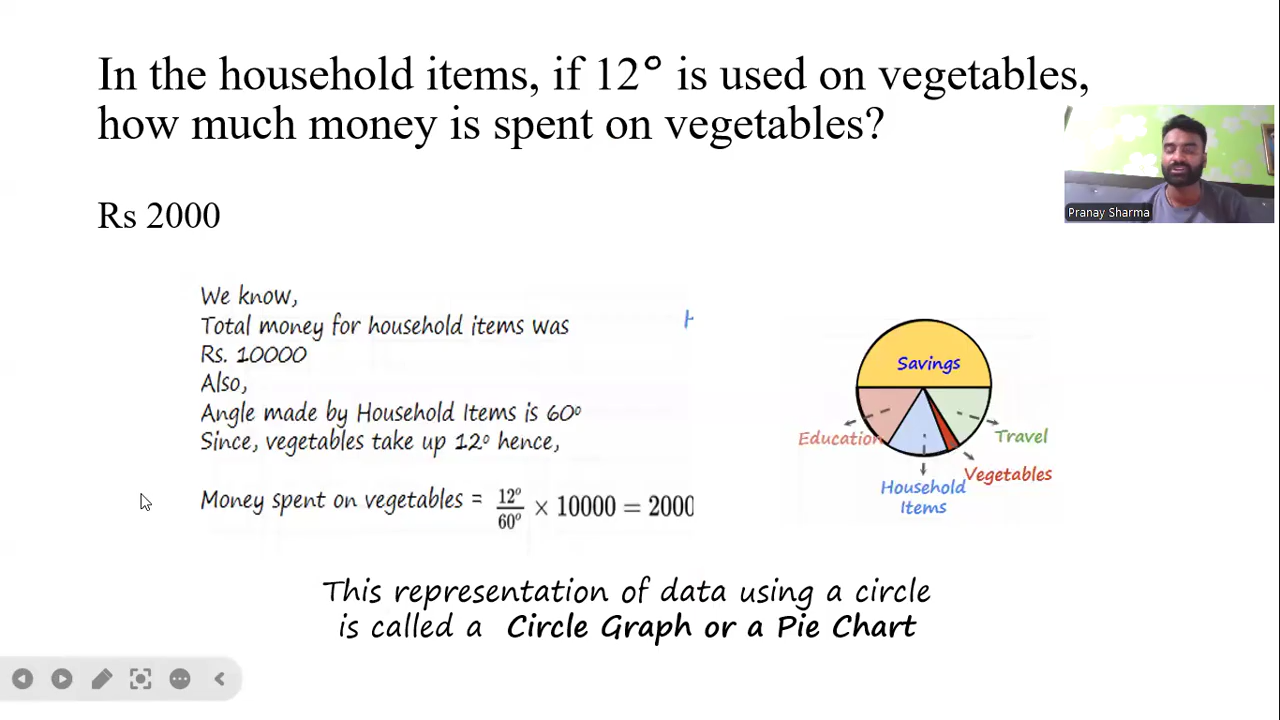 In the household items, if 12° is used on vegetables,
how much money is spent on vegetables?
Pranay Sharma
Rs 2000
We know,
Total money for household items was
Rs. 10000
Also,
Angle made by Household Items is 60°
Since, vegetables take up 12° hence,
Money spent on vegetables = 12°/60° × 10000 = 2000
Savings
Education
Travel
Vegetables
Household
Items
This representation of data using a circle
is called a Circle Graph or a Pie Chart